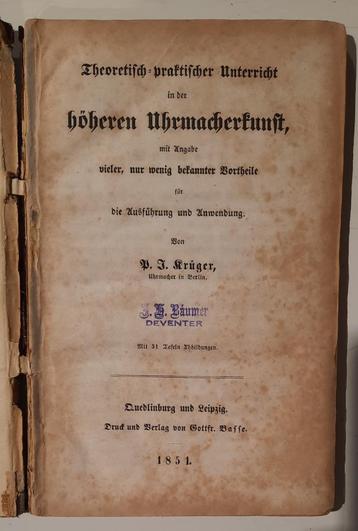 Theoretisch-praktischer Unterricht
in der
höheren Uhrmacherkunst,
mit Angabe
vieler, nur wenig bekannter Vortheile
für
die Ausführung und Anwendung.
Von
P. J. Krüger,
Uhrmacher in Berlin.
J. H. Bäumer
DEVENTER
Mit 31 Tafeln Abbildungen.
Quedlinburg und Leipzig.
Druck und Verlag von Gottfr. Basse.
1851.